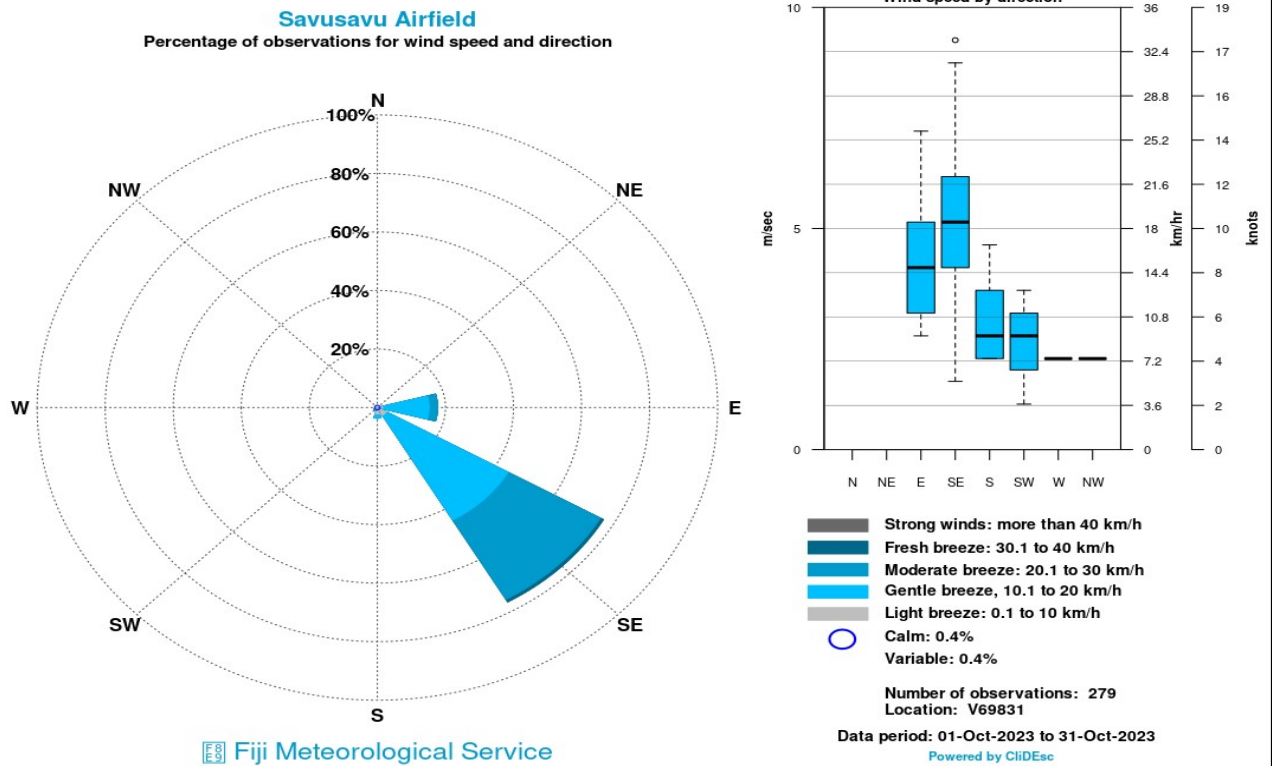 Savusavu Airfield
Percentage of observations for wind speed and direction
N
100%
NW
NE
80%
60%
40%
20%
W
E
SW
SE
S
Fiji Meteorological Service
Wind speed by direction
10
36
19
32.4
17
28.8
16
25.2
14
21.6
12
m/sec
5
18
km/hr
10
knots
14.4
8
10.8
6
7.2
4
3.6
2
0
0
0
N NE E SE S SW W NW
Strong winds: more than 40 km/h
Fresh breeze: 30.1 to 40 km/h
Moderate breeze: 20.1 to 30 km/h
Gentle breeze, 10.1 to 20 km/h
Light breeze: 0.1 to 10 km/h
Calm: 0.4%
Variable: 0.4%
Number of observations: 279
Location: V69831
Data period: 01-Oct-2023 to 31-Oct-2023
Powered by CliDEsc